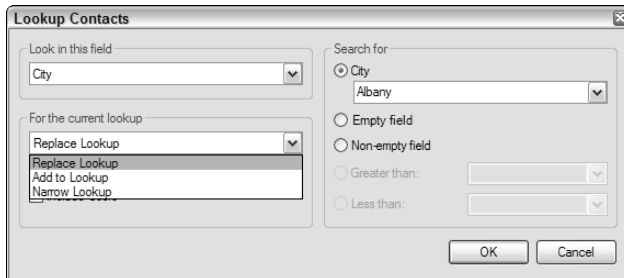 Lookup Contacts
Look in this field
City
For the current lookup
Replace Lookup
Replace Lookup
Add to Lookup
Narrow Lookup
Search for
City
Albany
Empty field
Non-empty field
Greater than:
Less than:
OK
Cancel